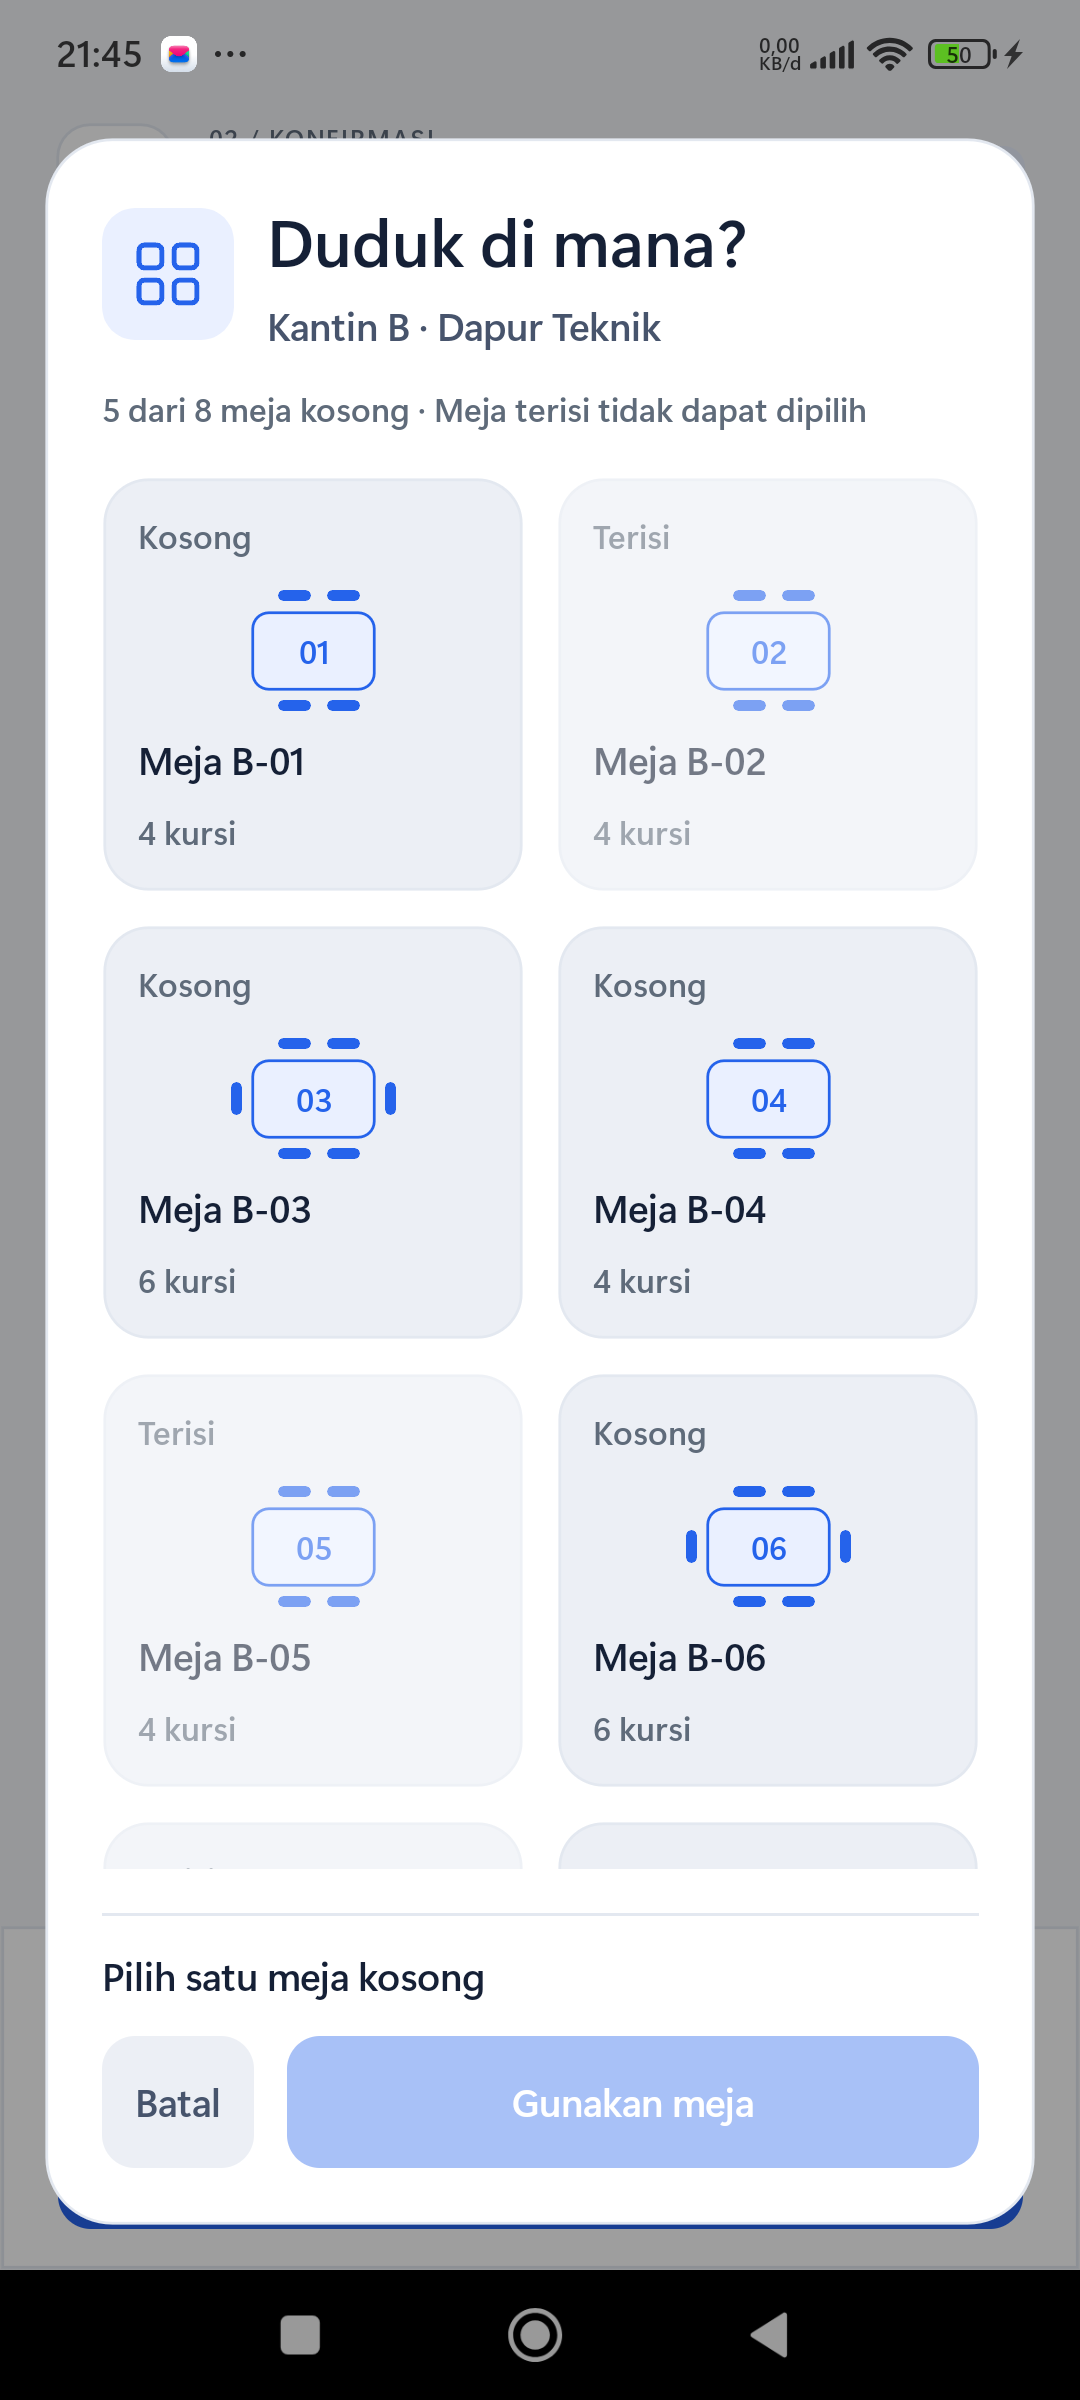 21:45
0,00
KB/d
50
02 / KONFIRMASI
Duduk di mana?
Kantin B · Dapur Teknik
5 dari 8 meja kosong · Meja terisi tidak dapat dipilih
Kosong
01
Meja B-01
4 kursi
Terisi
02
Meja B-02
4 kursi
Kosong
03
Meja B-03
6 kursi
Kosong
04
Meja B-04
4 kursi
Terisi
05
Meja B-05
4 kursi
Kosong
06
Meja B-06
6 kursi
Pilih satu meja kosong
Batal
Gunakan meja